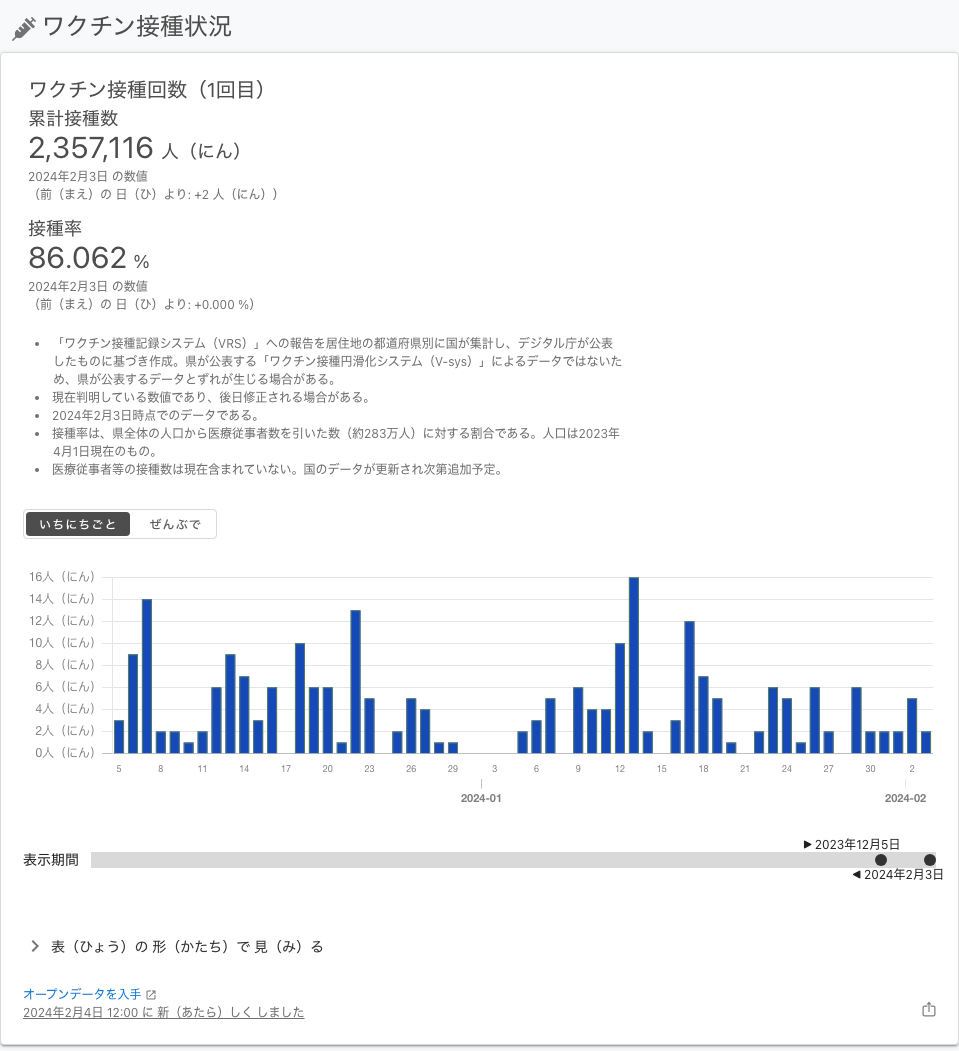 ワクチン接種状況
ワクチン接種回数（1回目）
累計接種数
2,357,116 人（にん）
2024年2月3日 の数値
（前（まえ）の 日（ひ）より: +2 人（にん））
接種率
86.062 %
2024年2月3日 の数値
（前（まえ）の 日（ひ）より: +0.000 %）
• 「ワクチン接種記録システム（VRS）」への報告を居住地の都道府県別に国が集計し、デジタル庁が公表
したものに基づき作成。県が公表する「ワクチン接種円滑化システム（V-sys）」によるデータではないた
め、県が公表するデータとずれが生じる場合がある。
• 現在判明している数値であり、後日修正される場合がある。
• 2024年2月3日時点でのデータである。
• 接種率は、県全体の人口から医療従事者数を引いた数（約283万人）に対する割合である。人口は2023年
4月1日現在のもの。
• 医療従事者等の接種数は現在含まれていない。国のデータが更新され次第追加予定。
いちにちごと ぜんぶで
16人（にん）
14人（にん）
12人（にん）
10人（にん）
8人（にん）
6人（にん）
4人（にん）
2人（にん）
0人（にん）
5 8 11 14 17 20 23 26 29 3 6 9 12 15 18 21 24 27 30 2
2024-01 2024-02
▶ 2023年12月5日
表示期間
◀ 2024年2月3日
表（ひょう）の 形（かたち）で 見（み）る
オープンデータを入手
2024年2月4日 12:00 に 新（あたら）しく しました